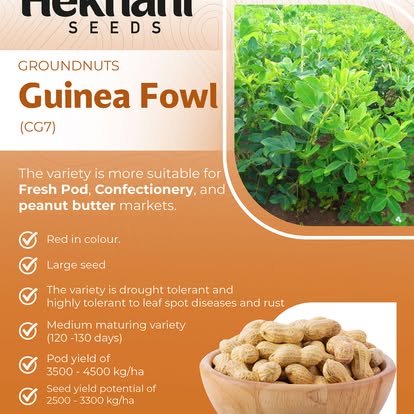 Hekhani
SEEDS
GROUNDNUTS
Guinea Fowl
(CG7)
The variety is more suitable for
Fresh Pod, Confectionery, and
peanut butter markets.
Red in colour.
Large seed
The variety is drought tolerant and
highly tolerant to leaf spot diseases and rust
Medium maturing variety
(120 -130 days)
Pod yield of
3500 - 4500 kg/ha
Seed yield potential of
2500 - 3300 kg/ha